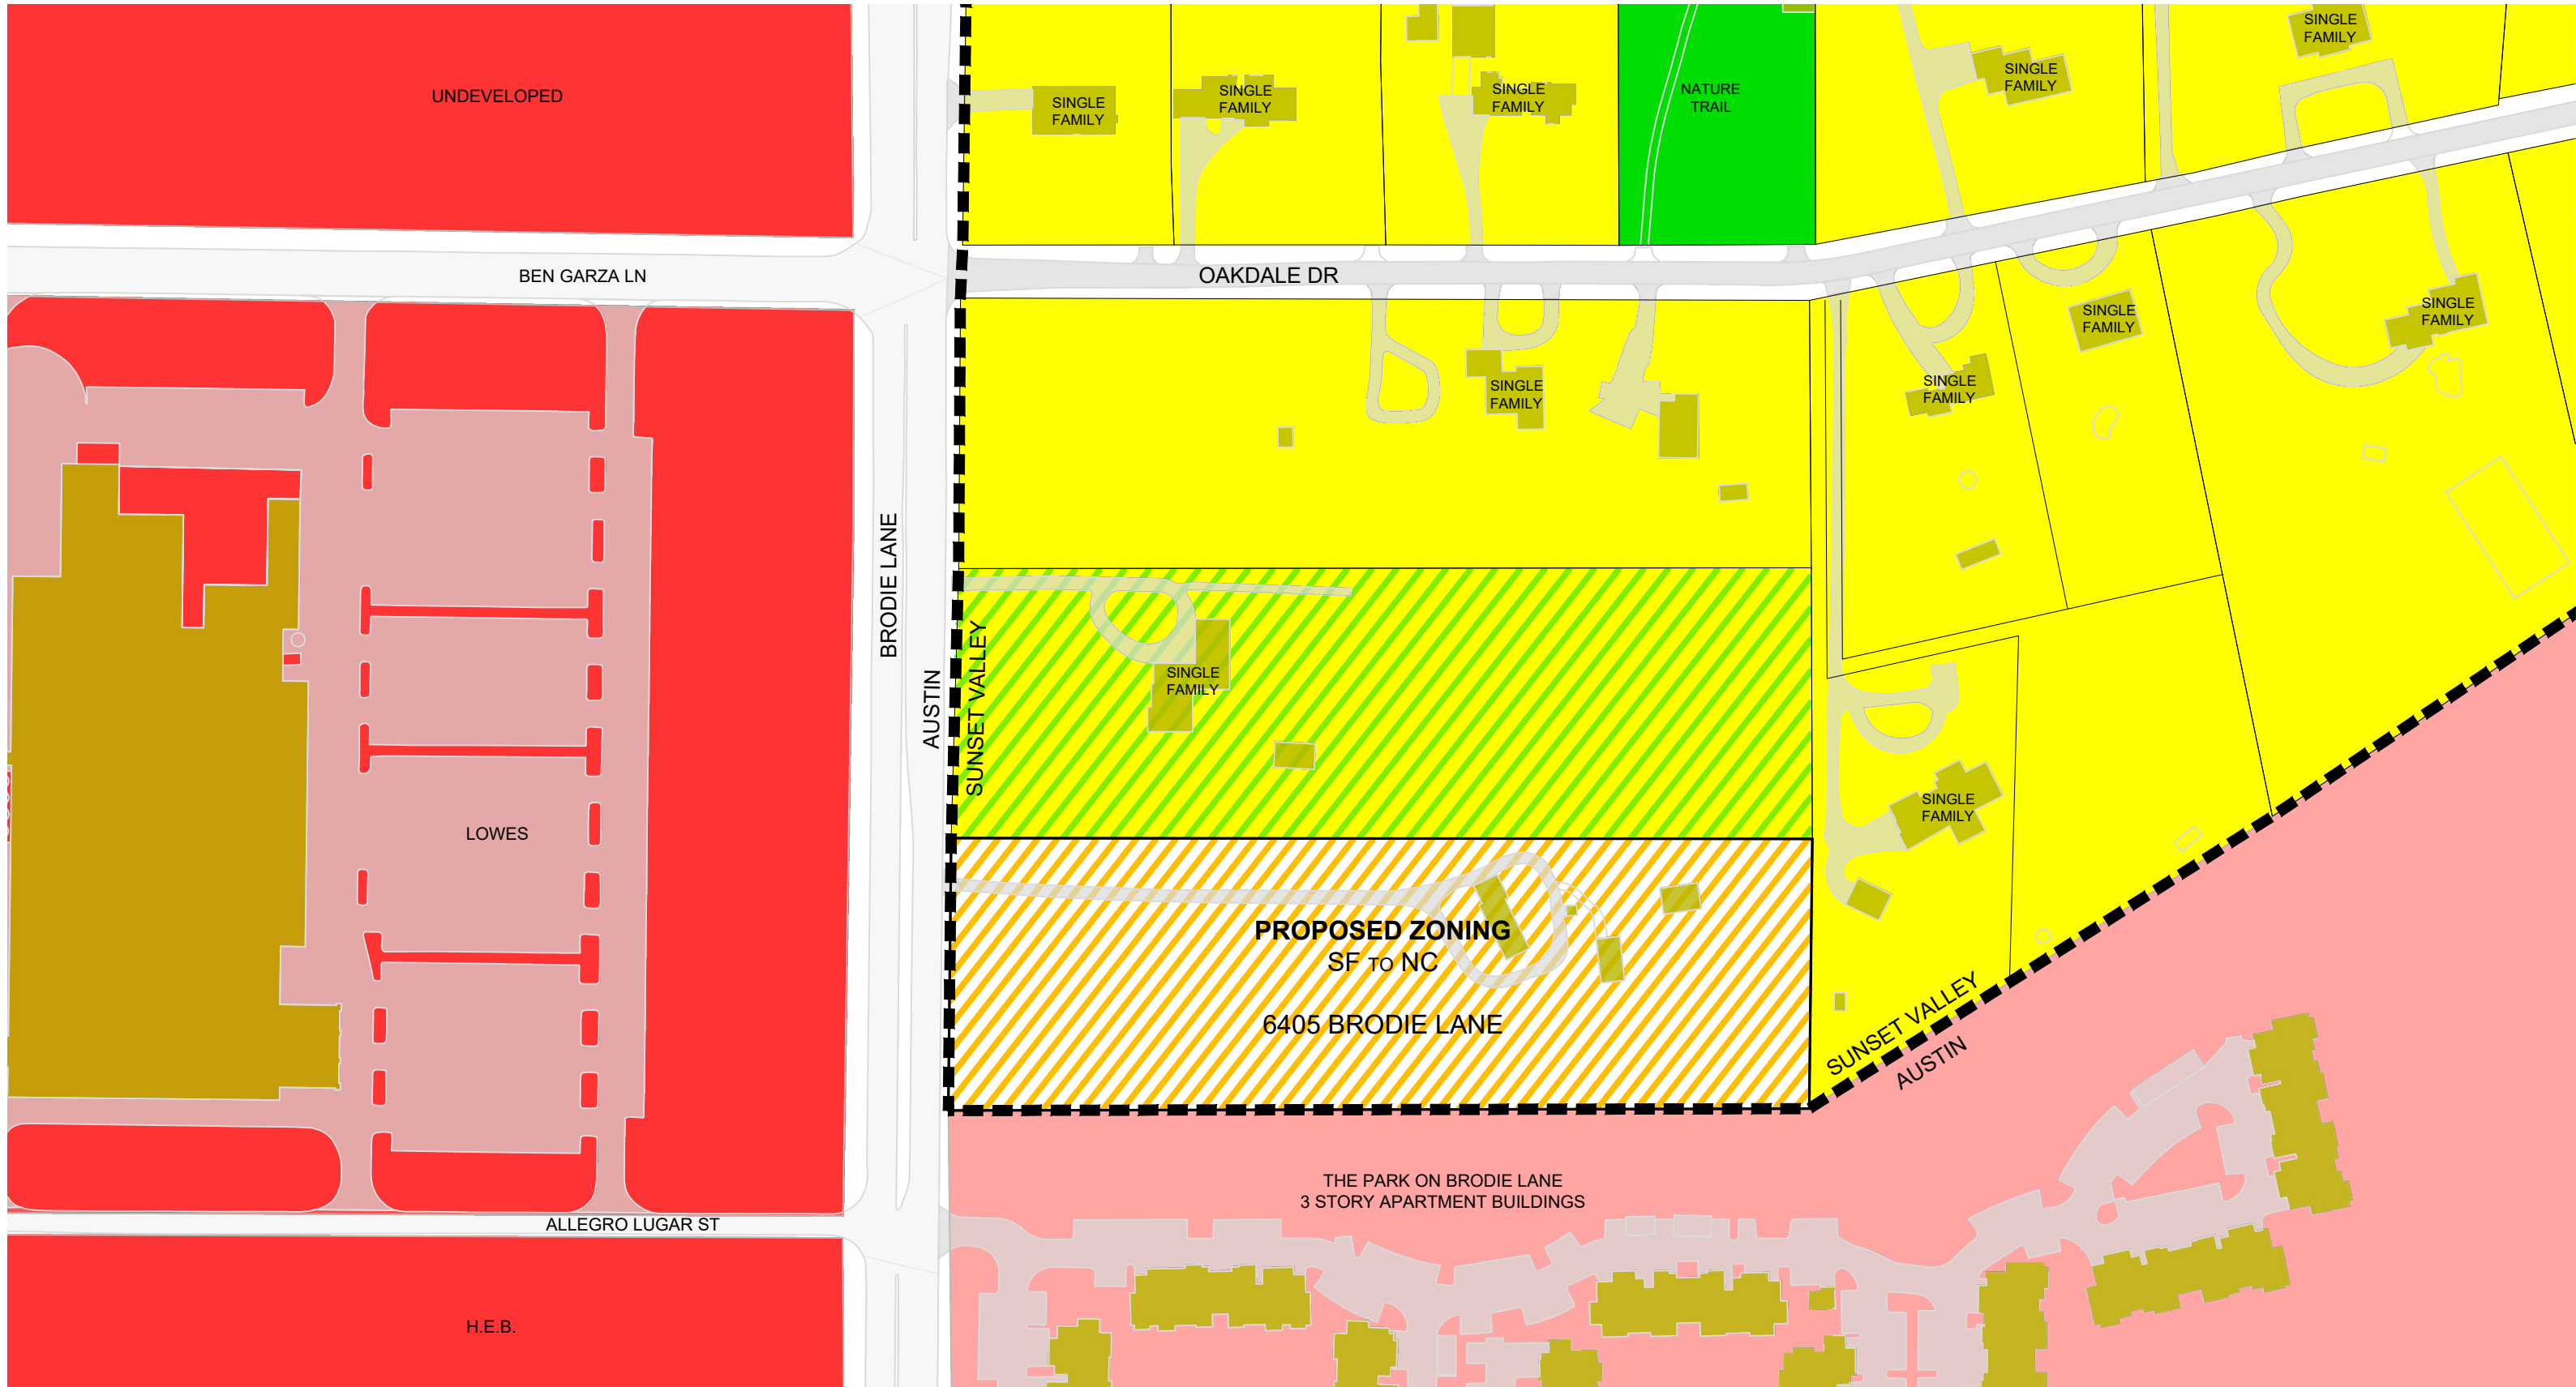 SINGLE
FAMILY
UNDEVELOPED
SINGLE
FAMILY
SINGLE
FAMILY
SINGLE
FAMILY
NATURE
TRAIL
SINGLE
FAMILY
BEN GARZA LN
OAKDALE DR
SINGLE
FAMILY
SINGLE
FAMILY
SINGLE
FAMILY
SINGLE
FAMILY
BRODIE LANE
AUSTIN
SUNSET VALLEY
SINGLE
FAMILY
SINGLE
FAMILY
LOWES
PROPOSED ZONING
SF TO NC
6405 BRODIE LANE
SUNSET VALLEY
AUSTIN
THE PARK ON BRODIE LANE
3 STORY APARTMENT BUILDINGS
ALLEGRO LUGAR ST
H.E.B.